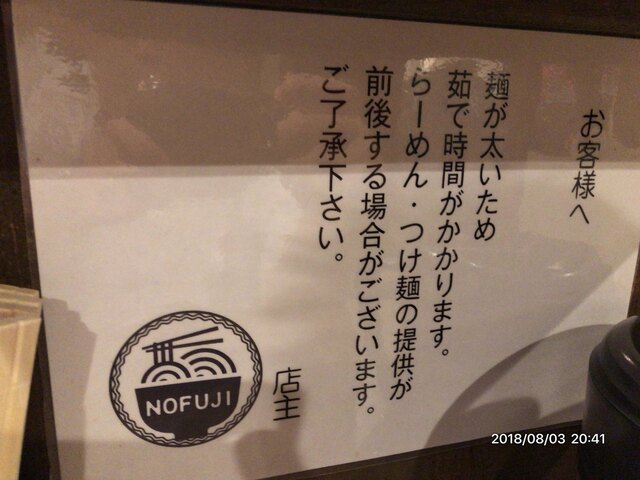 お客様へ
麺が太いため
茹で時間がかかります。
らーめん・つけ麺の提供が
前後する場合がございます。
ご了承下さい。
店主
NOFUJI
2018/08/03 20:41